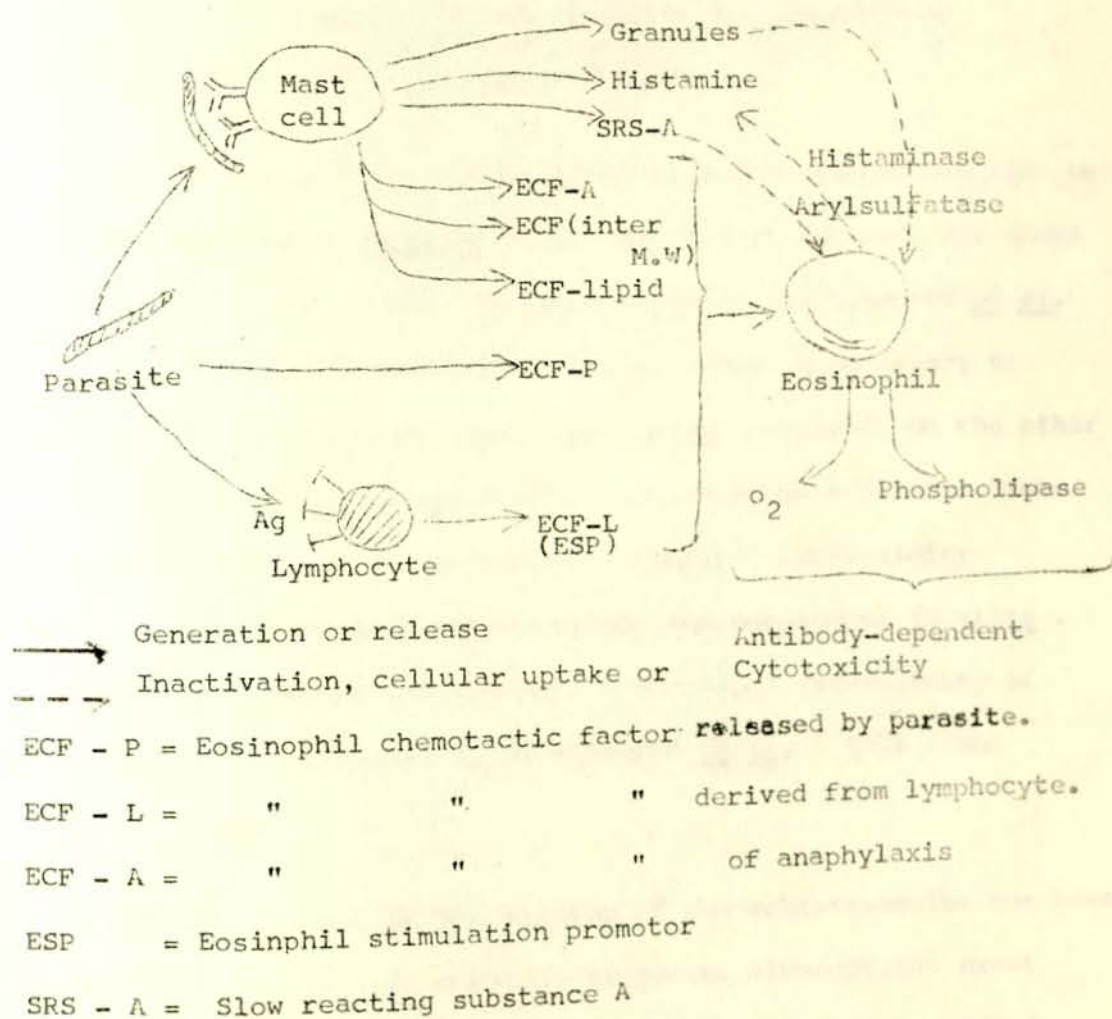 Granules
Mast
cell
Histamine
SRS-A
Histaminase
Arylsulfatase
ECF-A
ECF(inter
M.W)
ECF-lipid
Parasite
ECF-P
Eosinophil
O2
Phospholipase
Ag
ECF-L
(ESP)
Lymphocyte
Generation or release
Antibody-dependent
Cytotoxicity
Inactivation, cellular uptake or
ECF - P = Eosinophil chemotactic factor released by parasite.
ECF - L = " " " derived from lymphocyte.
ECF - A = " " " of anaphylaxis
ESP = Eosinphil stimulation promotor
SRS - A = Slow reacting substance A